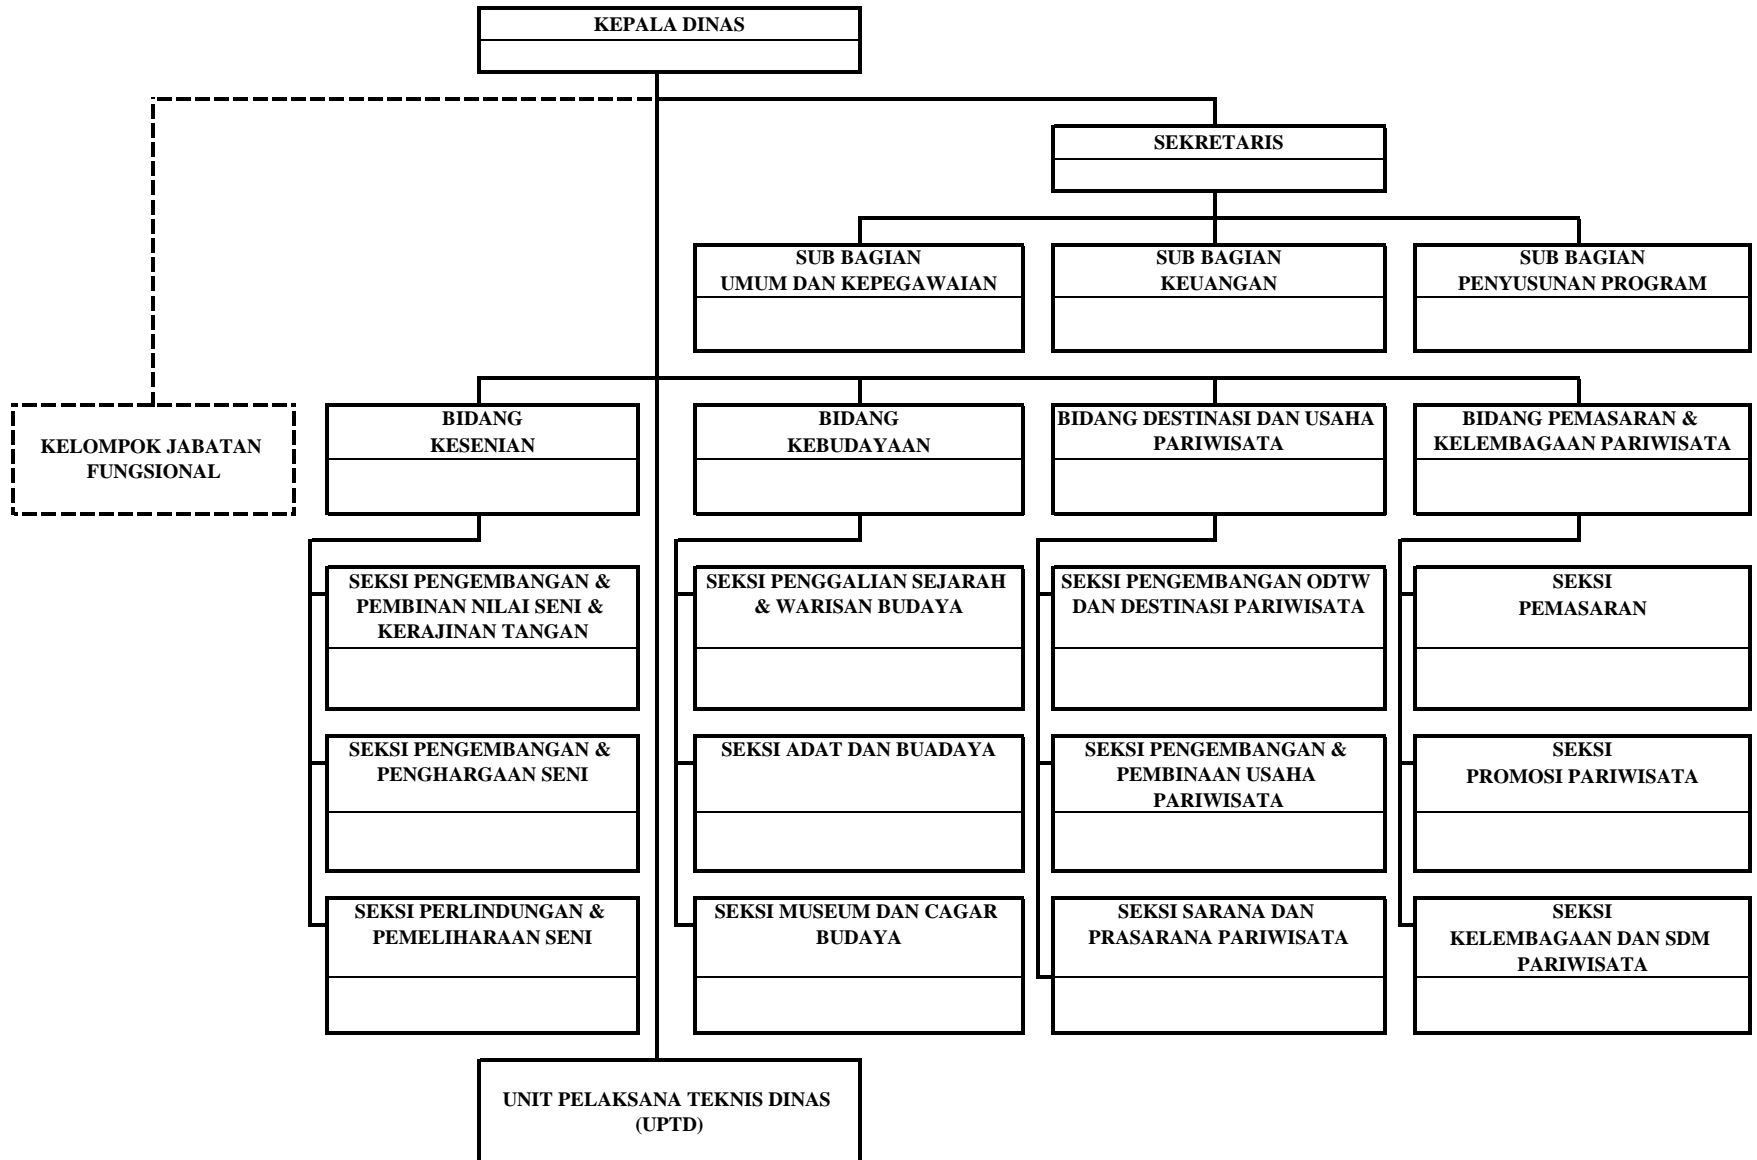 KEPALA DINAS
SEKRETARIS
SUB BAGIAN
UMUM DAN KEPEGAWAIAN
SUB BAGIAN
KEUANGAN
SUB BAGIAN
PENYUSUNAN PROGRAM
KELOMPOK JABATAN
FUNGSIONAL
BIDANG
KESENIAN
BIDANG
KEBUDAYAAN
BIDANG DESTINASI DAN USAHA
PARIWISATA
BIDANG PEMASARAN &
KELEMBAGAAN PARIWISATA
SEKSI PENGEMBANGAN &
PEMBINAN NILAI SENI &
KERAJINAN TANGAN
SEKSI PENGGALIAN SEJARAH
& WARISAN BUDAYA
SEKSI PENGEMBANGAN ODTW
DAN DESTINASI PARIWISATA
SEKSI
PEMASARAN
SEKSI PENGEMBANGAN &
PENGHARGAAN SENI
SEKSI ADAT DAN BUADAYA
SEKSI PENGEMBANGAN &
PEMBINAAN USAHA
PARIWISATA
SEKSI
PROMOSI PARIWISATA
SEKSI PERLINDUNGAN &
PEMELIHARAAN SENI
SEKSI MUSEUM DAN CAGAR
BUDAYA
SEKSI SARANA DAN
PRASARANA PARIWISATA
SEKSI
KELEMBAGAAN DAN SDM
PARIWISATA
UNIT PELAKSANA TEKNIS DINAS
(UPTD)